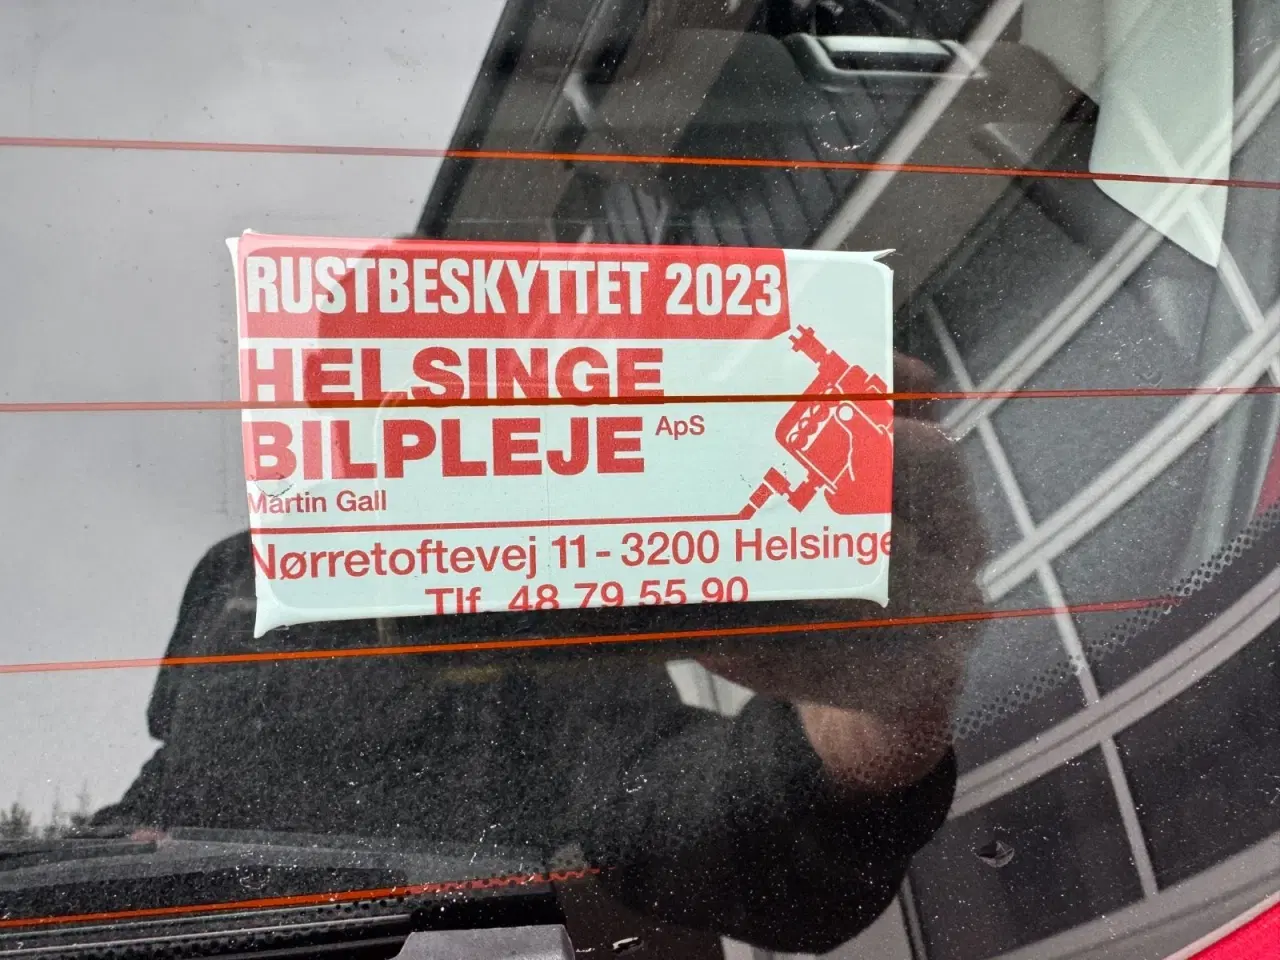 RUSTBESKYTTET 2023
HELSINGE
BILPLEJE ApS
Martin Gall
Nørretoftevej 11 - 3200 Helsinge
Tlf. 48 79 55 90